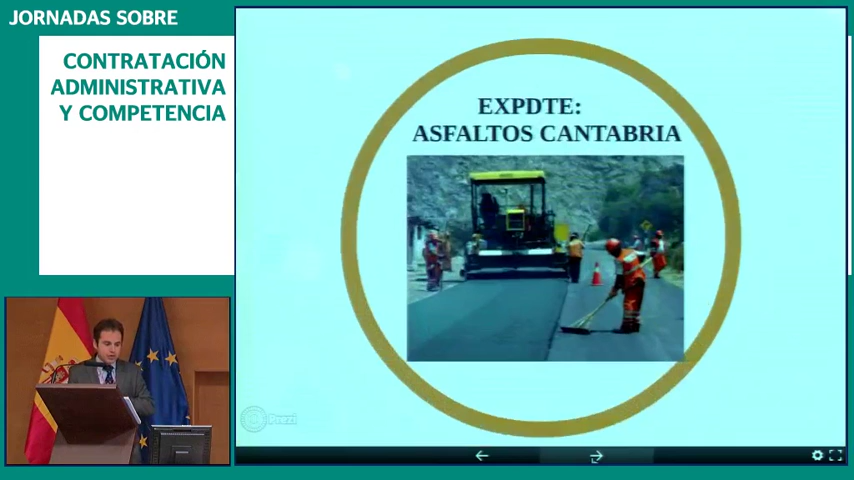 JORNADAS SOBRE
CONTRATACIÓN
ADMINISTRATIVA
Y COMPETENCIA
EXPDTE:
ASFALTOS CANTABRIA
Prezi